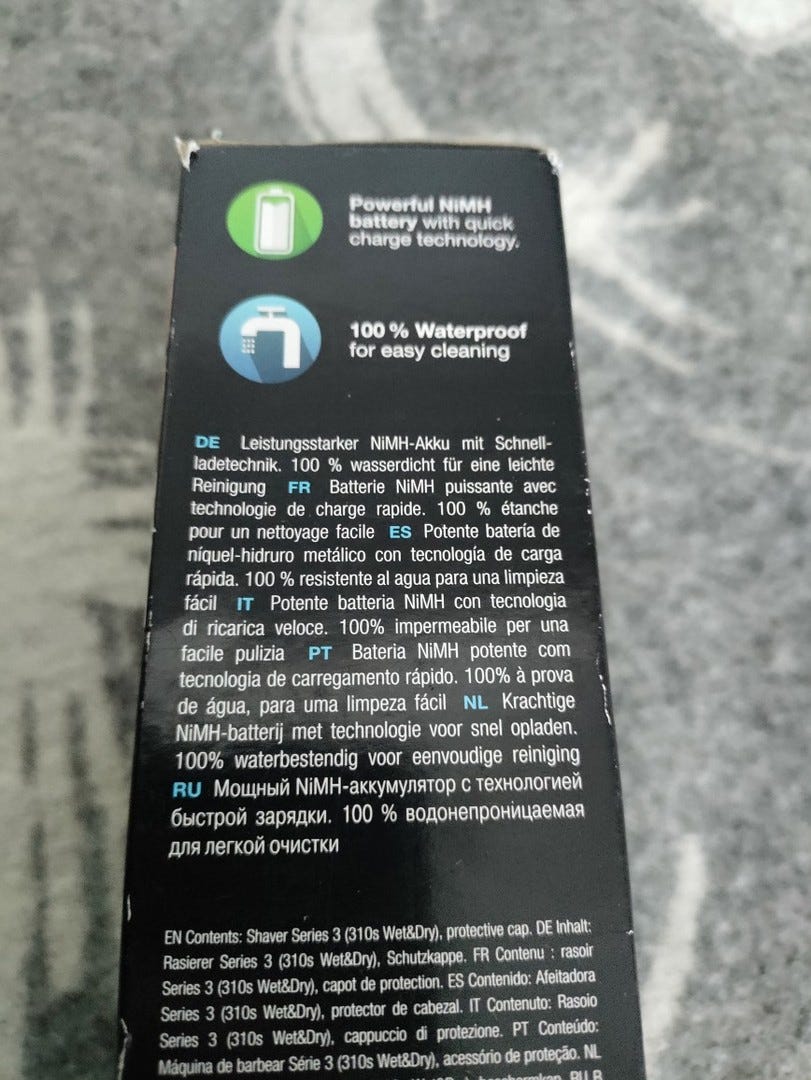 Powerful NiMH
battery with quick
charge technology.
100 % Waterproof
for easy cleaning
DE Leistungsstarker NiMH-Akku mit Schnell-
ladetechnik. 100 % wasserdicht für eine leichte
Reinigung FR Batterie NiMH puissante avec
technologie de charge rapide. 100 % étanche
pour un nettoyage facile ES Potente batería de
níquel-hidruro metálico con tecnología de carga
rápida. 100 % resistente al agua para una limpieza
fácil IT Potente batteria NiMH con tecnologia
di ricarica veloce. 100% impermeabile per una
facile pulizia PT Bateria NiMH potente com
tecnologia de carregamento rápido. 100% à prova
de água, para uma limpeza fácil NL Krachtige
NiMH-batterij met technologie voor snel opladen.
100% waterbestendig voor eenvoudige reiniging
RU Мощный NiMH-аккумулятор с технологией
быстрой зарядки. 100 % водонепроницаемая
для легкой очистки
EN Contents: Shaver Series 3 (310s Wet&Dry), protective cap. DE Inhalt:
Rasierer Series 3 (310s Wet&Dry), Schutzkappe. FR Contenu : rasoir
Series 3 (310s Wet&Dry), capot de protection. ES Contenido: Afeitadora
Series 3 (310s Wet&Dry), protector de cabezal. IT Contenuto: Rasoio
Series 3 (310s Wet&Dry), cappuccio di protezione. PT Conteúdo:
Máquina de barbear Série 3 (310s Wet&Dry), acessório de proteção. NL